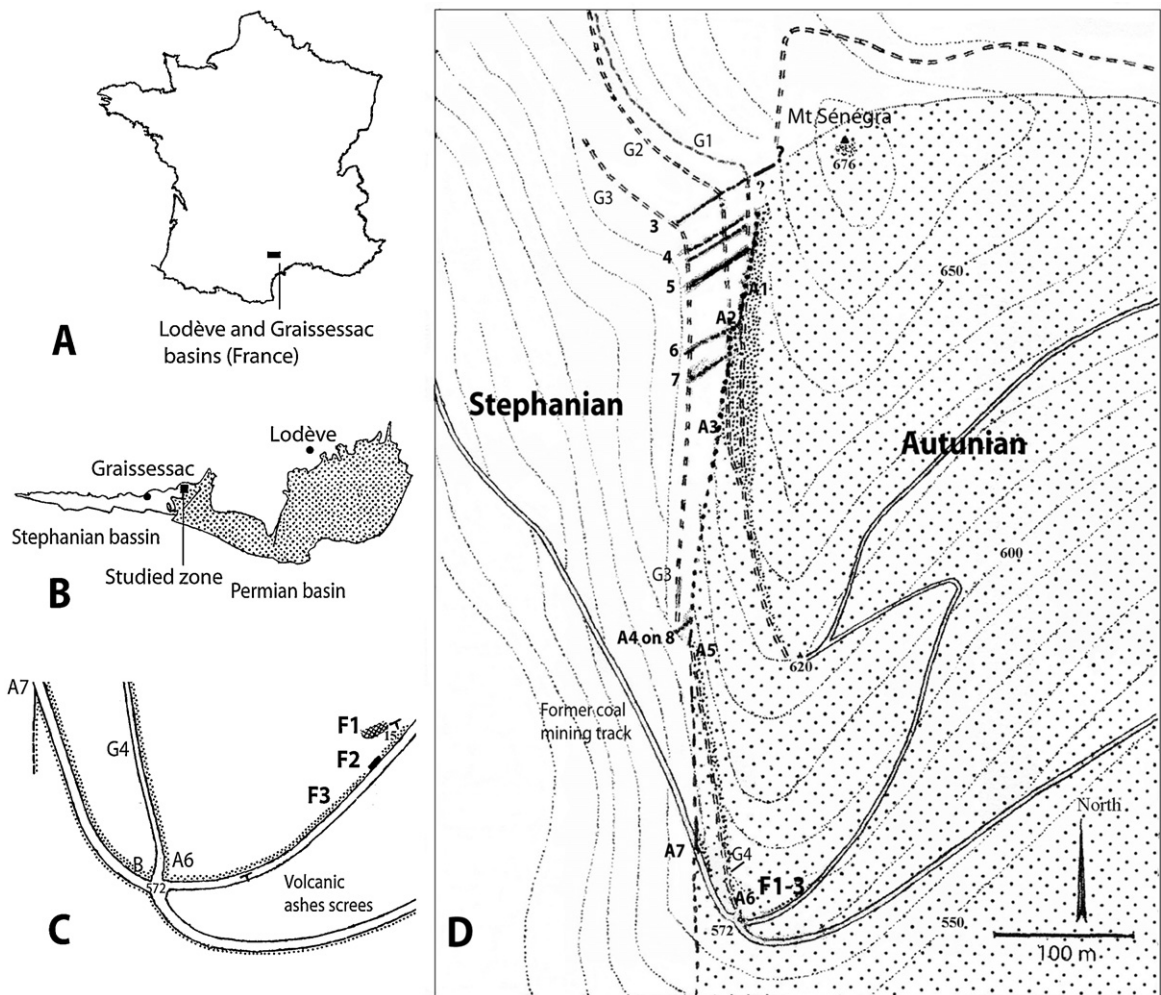 A
Lodève and Graissessac
basins (France)
B
Lodève
Graissessac
Stephanian bassin
Studied zone
Permian basin
C
A7
G4
F1
15
F2
F3
B
A6
572
Volcanic
ashes screes
D
Mt Sénégra
676
G1
G2
G3
?
?
3
4
5
6
7
A1
A2
A3
650
Stephanian
Autunian
600
G3
A4 on 8
A5
620
Former coal
mining track
A7
G4
F1-3
A6
572
550
North
100 m